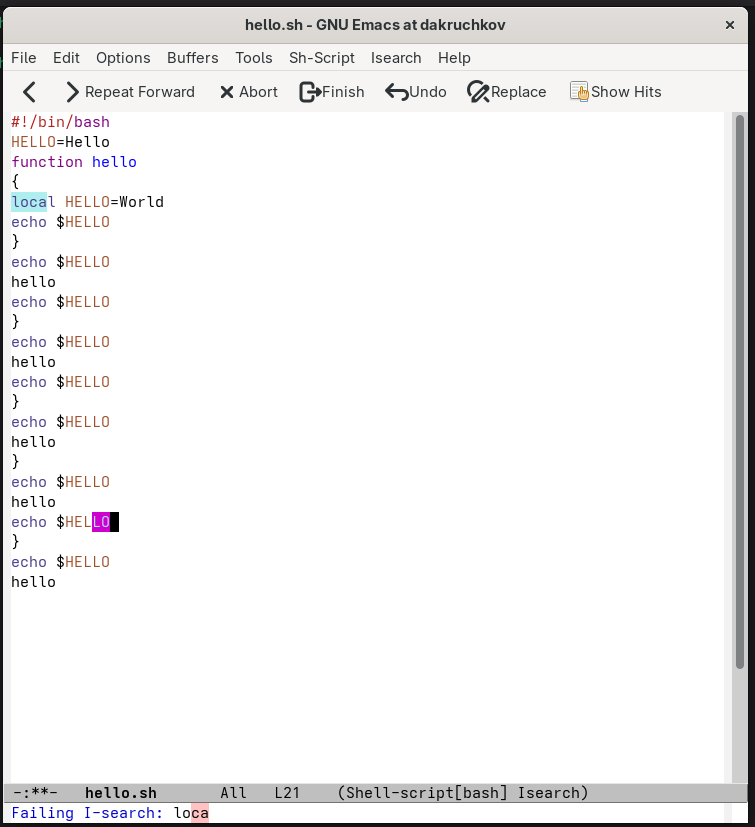 hello.sh - GNU Emacs at dakruchkov ×
File Edit Options Buffers Tools Sh-Script Isearch Help
Repeat Forward Abort Finish Undo Replace Show Hits
#!/bin/bash
HELLO=Hello
function hello
{
local HELLO=World
echo $HELLO
}
echo $HELLO
hello
echo $HELLO
}
echo $HELLO
hello
echo $HELLO
}
echo $HELLO
hello
}
echo $HELLO
hello
echo $HELLO
}
echo $HELLO
hello
-:**- hello.sh All L21 (Shell-script[bash] Isearch)
Failing I-search: loca